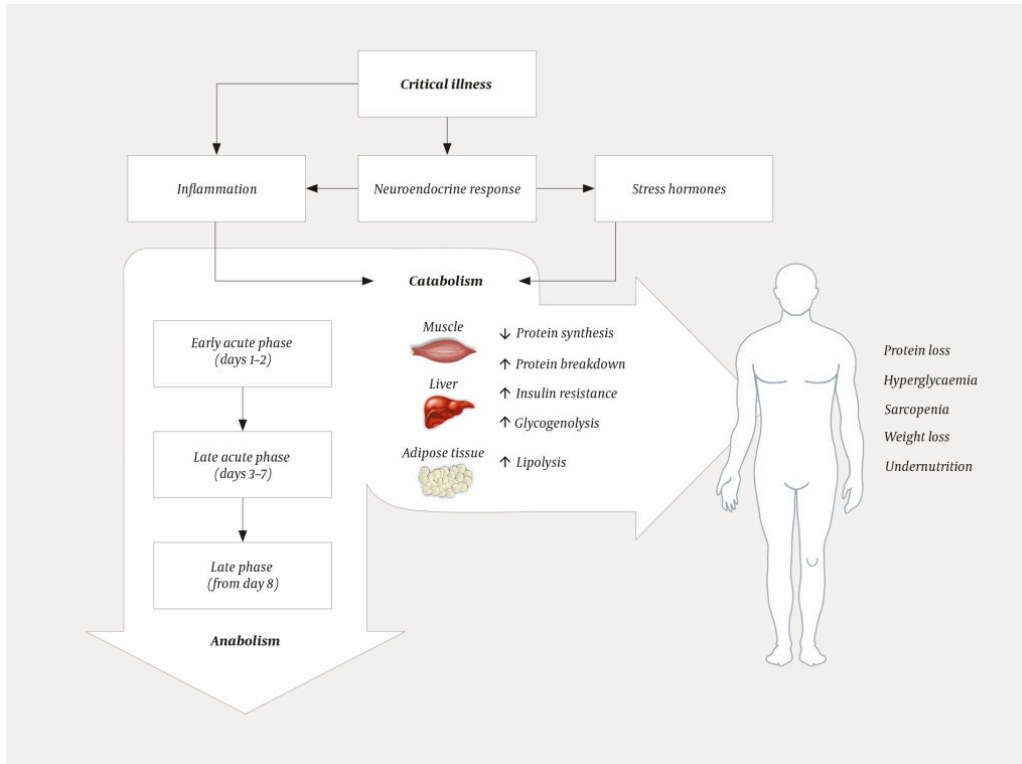 Critical illness
Inflammation
Neuroendocrine response
Stress hormones
Catabolism
Early acute phase
(days 1–2)
Late acute phase
(days 3–7)
Late phase
(from day 8)
Anabolism
Muscle
↓ Protein synthesis
↑ Protein breakdown
Liver
↑ Insulin resistance
↑ Glycogenolysis
Adipose tissue
↑ Lipolysis
Protein loss
Hyperglycaemia
Sarcopenia
Weight loss
Undernutrition